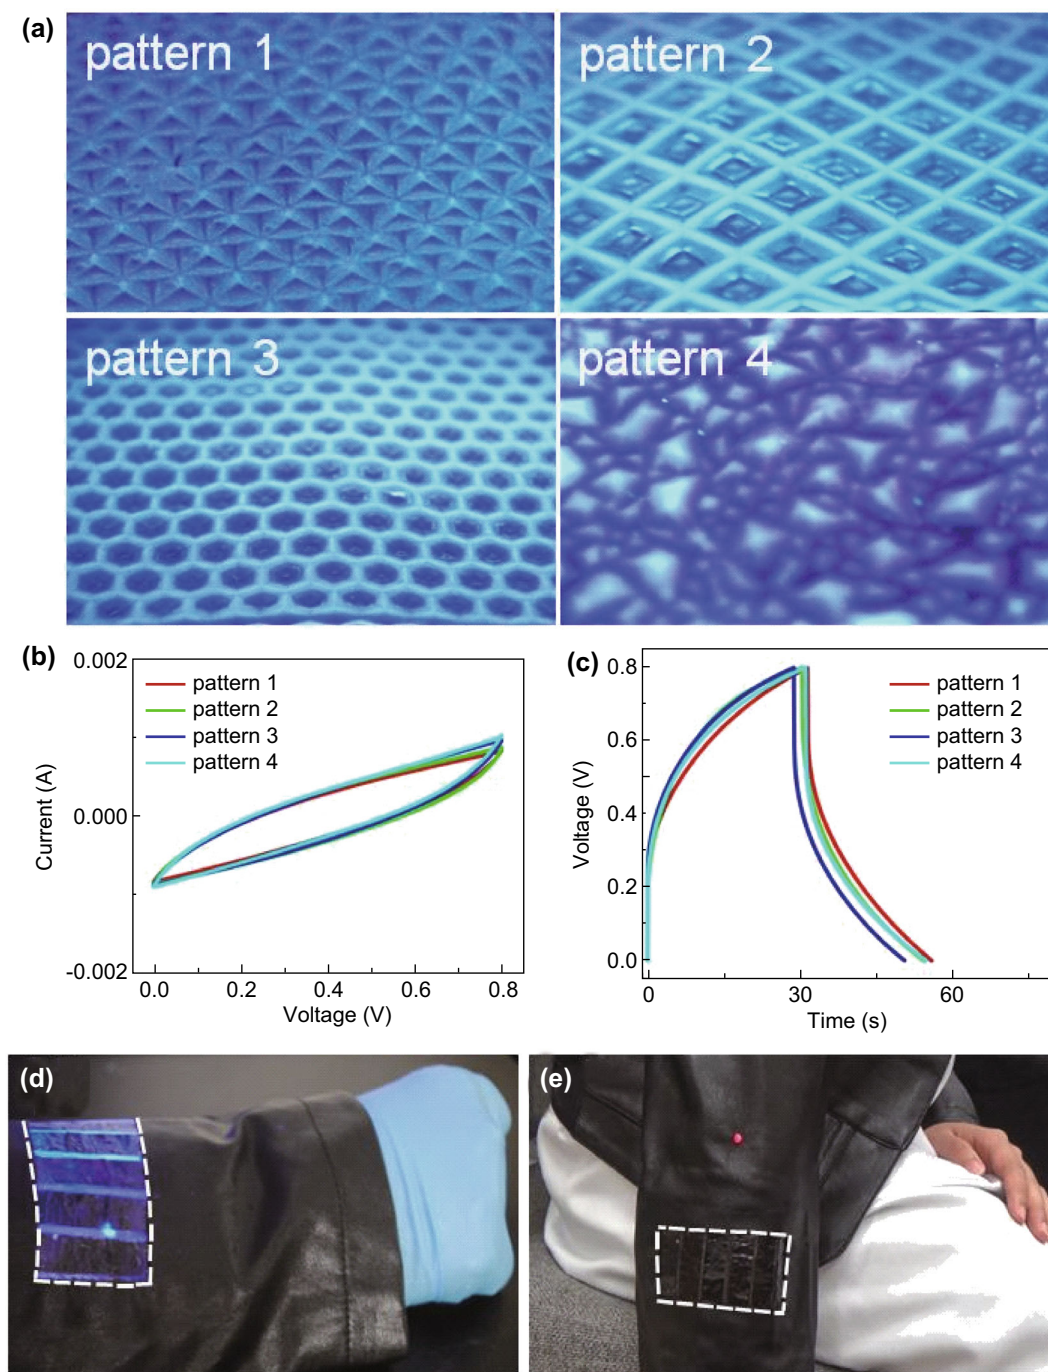 (a)
pattern 1
pattern 2
pattern 3
pattern 4
(b)
0.002
0.000
-0.002
Current (A)
pattern 1
pattern 2
pattern 3
pattern 4
0.0 0.2 0.4 0.6 0.8
Voltage (V)
(c)
0.8
0.6
0.4
0.2
0.0
Voltage (V)
pattern 1
pattern 2
pattern 3
pattern 4
0 30 60
Time (s)
(d)
(e)